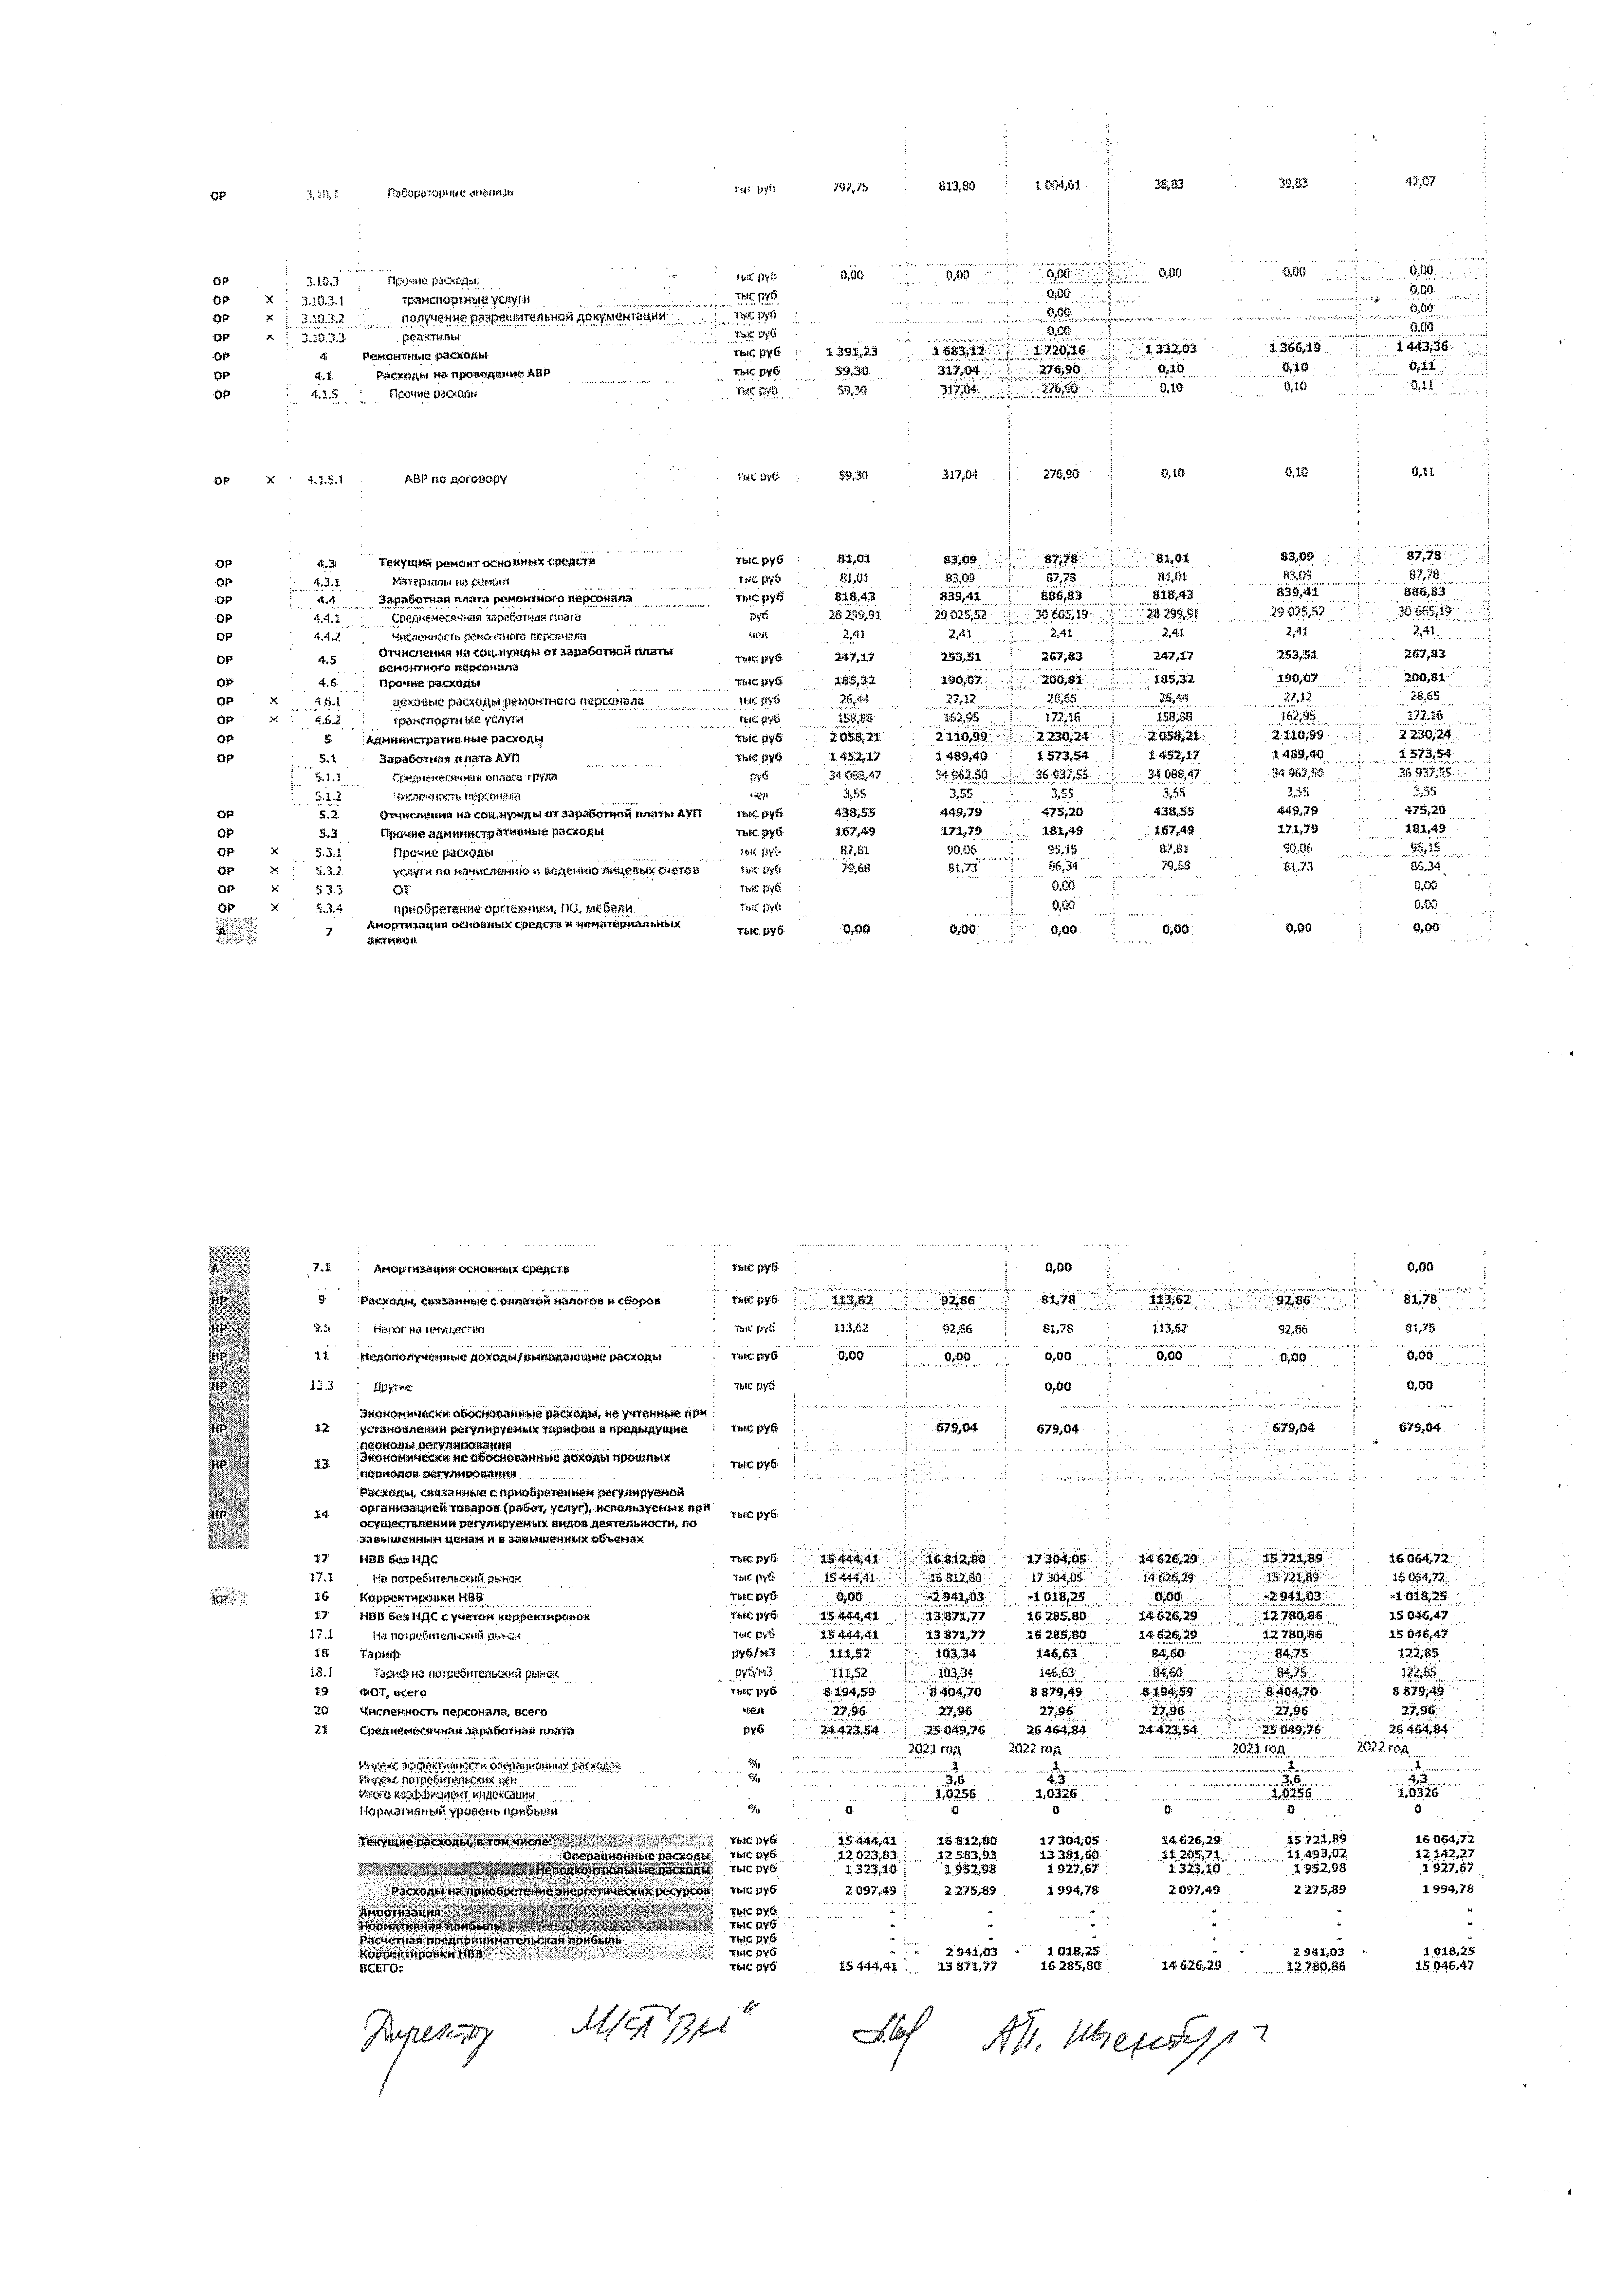 ОР 3.10.1 Лабораторные анализы тыс руб 797,75 813,80 1 004,61 38,83 39,83 42,07
ОР 3.10.3 Прочие расходы тыс руб 0,00 0,00 0,00 0,00 0,00 0,00
ОР х 3.10.3.1 транспортные услуги тыс руб 0,00 0,00
ОР х 3.10.3.2 получение разрешительной документации тыс руб 0,00 0,00
ОР х 3.10.3.3 реактивы тыс руб 0,00 0,00
ОР 4 Ремонтные расходы тыс руб 1 391,23 1 683,12 1 720,16 1 332,03 1 366,19 1 443,36
ОР 4.1 Расходы на проведение АВР тыс руб 59,30 317,04 276,90 0,10 0,10 0,11
ОР 4.1.5 Прочие расходы тыс руб 59,30 317,04 276,90 0,10 0,10 0,11
ОР х 4.1.5.1 АВР по договору тыс руб 59,30 317,04 276,90 0,10 0,10 0,11
ОР 4.3 Текущий ремонт основных средств тыс руб 81,01 83,09 87,78 81,01 83,09 87,78
ОР 4.3.1 Материалы на ремонт тыс руб 81,01 83,09 87,78 81,01 83,09 87,78
ОР 4.4 Заработная плата ремонтного персонала тыс руб 818,43 839,41 886,83 818,43 839,41 886,83
ОР 4.4.1 Среднемесячная заработная плата руб 28 299,91 29 025,52 30 665,19 28 299,91 29 025,52 30 665,19
ОР 4.4.2 Численность ремонтного персонала чел 2,41 2,41 2,41 2,41 2,41 2,41
ОР 4.5 Отчисления на соц.нужды от заработной платы ремонтного персонала тыс руб 247,17 253,51 267,83 247,17 253,51 267,83
ОР 4.6 Прочие расходы тыс руб 185,32 190,07 200,81 185,32 190,07 200,81
ОР х 4.6.1 цеховые расходы ремонтного персонала тыс руб 26,44 27,12 28,65 26,44 27,12 28,65
ОР х 4.6.2 транспортные услуги тыс руб 158,88 162,95 172,16 158,88 162,95 172,16
ОР 5 Административные расходы тыс руб 2 058,21 2 110,99 2 230,24 2 058,21 2 110,99 2 230,24
ОР 5.1 Заработная плата АУП тыс руб 1 452,17 1 489,40 1 573,54 1 452,17 1 489,40 1 573,54
5.1.1 Среднемесячная оплата труда руб 34 088,47 34 962,50 36 937,55 34 088,47 34 962,50 36 937,55
5.1.2 Численность персонала чел 3,55 3,55 3,55 3,55 3,55 3,55
ОР 5.2 Отчисления на соц.нужды от заработной платы АУП тыс руб 438,55 449,79 475,20 438,55 449,79 475,20
ОР 5.3 Прочие административные расходы тыс руб 167,49 171,79 181,49 167,49 171,79 181,49
ОР х 5.3.1 Прочие расходы тыс руб 87,81 90,06 95,15 87,81 90,06 95,15
ОР х 5.3.2 услуги по начислению и ведению лицевых счетов тыс руб 79,68 81,73 86,34 79,68 81,73 86,34
ОР х 5.3.3 ОТ тыс руб 0,00 0,00
ОР х 5.3.4 приобретение оргтехники, ПО, мебели тыс руб 0,00 0,00
7 Амортизация основных средств и нематериальных активов тыс. руб 0,00 0,00 0,00 0,00 0,00 0,00
7.1 Амортизация основных средств тыс руб 0,00 0,00
9 Расходы, связанные с оплатой налогов и сборов тыс руб 113,62 92,86 81,78 113,62 92,86 81,78
Налог на имущество тыс руб 113,62 92,86 81,78 113,62 92,86 81,78
11 Недополученные доходы/выпадающие расходы тыс руб 0,00 0,00 0,00 0,00 0,00 0,00
Другие тыс руб 0,00 0,00
Экономически обоснованные расходы, не учтенные при
12 установлении регулируемых тарифов в предыдущие тыс руб 679,04 679,04 679,04 679,04
периоды регулирования
13 Экономически не обоснованные доходы прошлых тыс руб
периодов регулирования
Расходы, связанные с приобретением регулируемой
14 организацией товаров (работ, услуг), используемых при тыс руб
осуществлении регулируемых видов деятельности, по
завышенным ценам и в завышенных объемах
17 НВВ без НДС тыс руб 15 444,41 16 812,80 17 304,05 14 626,29 15 721,89 16 064,72
17.1 На потребительский рынок тыс руб 15 444,41 16 812,80 17 304,05 14 626,29 15 721,89 16 064,72
16 Корректировки НВВ тыс руб 0,00 -2 941,03 -1 018,25 0,00 -2 941,03 -1 018,25
17 НВВ без НДС с учетом корректировок тыс руб 15 444,41 13 871,77 16 285,80 14 626,29 12 780,86 15 046,47
17.1 На потребительский рынок тыс руб 15 444,41 13 871,77 16 285,80 14 626,29 12 780,86 15 046,47
18 Тариф руб/м3 111,52 103,34 146,63 84,60 84,75 122,85
18.1 Тариф на потребительский рынок руб/м3 111,52 103,34 146,63 84,60 84,75 122,85
19 ФОТ, всего тыс руб 8 194,59 8 404,70 8 879,49 8 194,59 8 404,70 8 879,49
20 Численность персонала, всего чел 27,96 27,96 27,96 27,96 27,96 27,96
21 Среднемесячная заработная плата руб 24 423,54 25 049,76 26 464,84 24 423,54 25 049,76 26 464,84
2021 год 2022 год 2021 год 2022 год
Индекс эффективности операционных расходов % 1 1 1 1
Индекс потребительских цен % 3,6 4,3 3,6 4,3
1,0256 1,0326 1,0256 1,0326
Нормативный уровень прибыли % 0 0 0 0 0 0
Текущие расходы, в том числе тыс руб 15 444,41 16 812,80 17 304,05 14 626,29 15 721,89 16 064,72
Операционные расходы тыс руб 12 023,83 12 583,93 13 381,60 11 205,71 11 493,02 12 142,27
тыс руб 1 323,10 1 952,98 1 927,67 1 323,10 1 952,98 1 927,67
Расходы на приобретение энергетических ресурсов тыс руб 2 097,49 2 275,89 1 994,78 2 097,49 2 275,89 1 994,78
Амортизация тыс руб - - - - -
тыс руб - - - - -
тыс руб
Корректировки НВВ тыс руб - - 2 941,03 - 1 018,25 - - 2 941,03 - 1 018,25
ВСЕГО: тыс руб 15 444,41 13 871,77 16 285,80 14 626,29 12 780,86 15 046,47
Директор